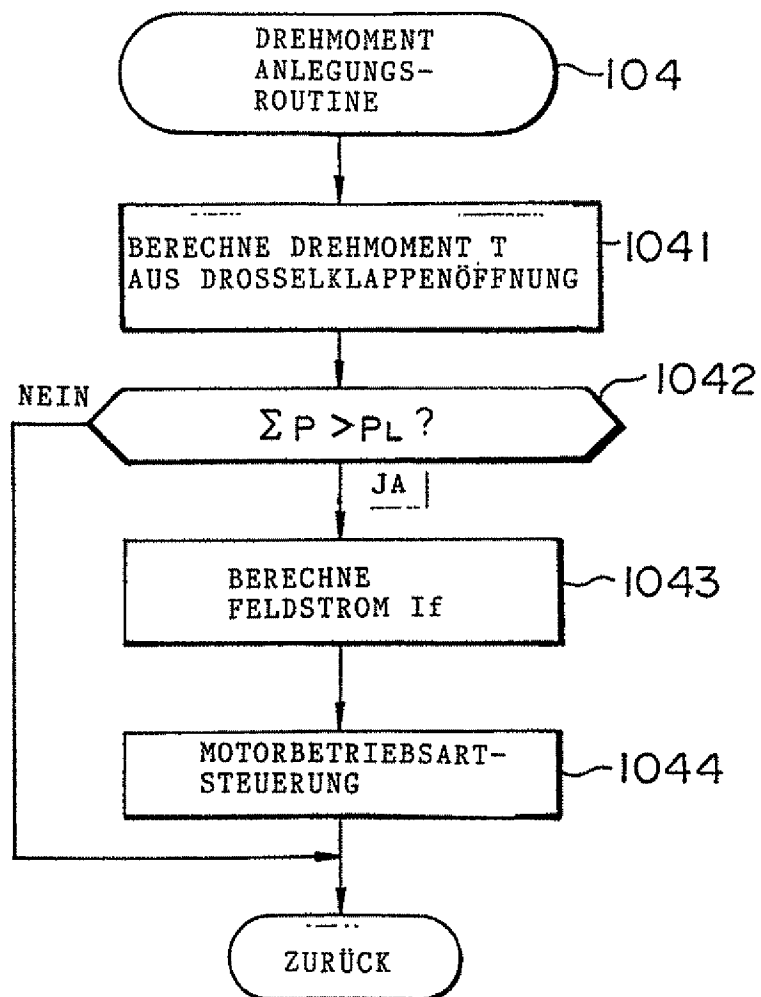 DREHMOMENT
ANLEGUNGS-
ROUTINE
104
BERECHNE DREHMOMENT T
AUS DROSSELKLAPPENÖFFNUNG
1041
NEIN
ΣP>PL?
1042
JA
BERECHNE
FELDSTROM If
1043
MOTORBETRIEBSART-
STEUERUNG
1044
ZURÜCK